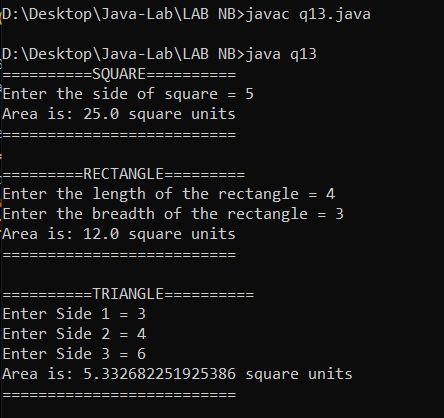 D:\Desktop\Java-Lab\LAB NB>javac q13.java
D:\Desktop\Java-Lab\LAB NB>java q13
==========SQUARE==========
Enter the side of square = 5
Area is: 25.0 square units
==========================
=========RECTANGLE=========
Enter the length of the rectangle = 4
Enter the breadth of the rectangle = 3
Area is: 12.0 square units
==========================
==========TRIANGLE==========
Enter Side 1 = 3
Enter Side 2 = 4
Enter Side 3 = 6
Area is: 5.332682251925386 square units
==========================